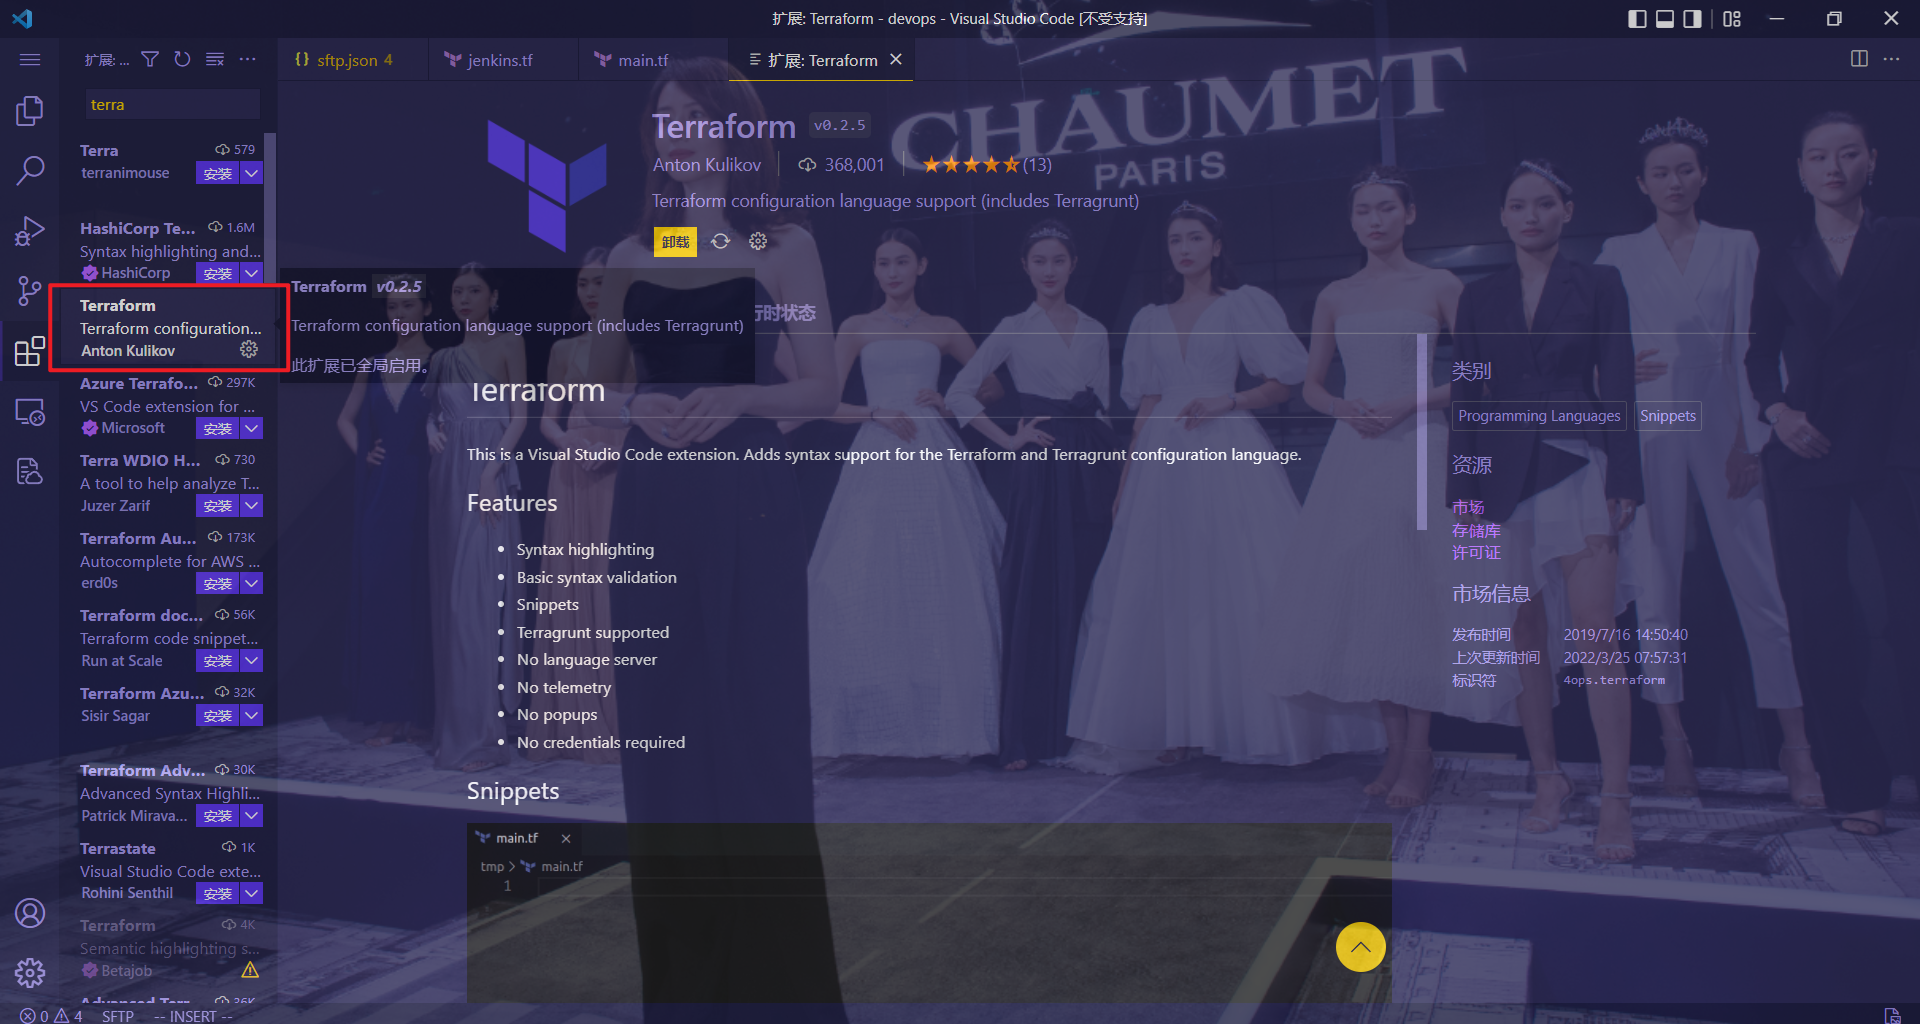 扩展: Terraform - devops - Visual Studio Code [不受支持]
扩展: ...
sftp.json 4
jenkins.tf
main.tf
扩展: Terraform
terra
Terra 579
terranimouse 安装
HashiCorp Te... 1.6M
Syntax highlighting and...
HashiCorp 安装
Terraform
Terraform configuration...
Anton Kulikov
Azure Terrafo... 297K
VS Code extension for ...
Microsoft 安装
Terra WDIO H... 730
A tool to help analyze T...
Juzer Zarif 安装
Terraform Au... 173K
Autocomplete for AWS ...
erd0s 安装
Terraform doc... 56K
Terraform code snippet...
Run at Scale 安装
Terraform Azu... 32K
Sisir Sagar 安装
Terraform Adv... 30K
Advanced Syntax Highli...
Patrick Mirava... 安装
Terrastate 1K
Visual Studio Code exte...
Rohini Senthil 安装
Terraform 4K
Semantic highlighting s...
Betajob
Advanced Terr... 36K
Terraform v0.2.5
Anton Kulikov 368,001 (13)
Terraform configuration language support (includes Terragrunt)
卸载
CHAUMET
PARIS
Terraform v0.2.5
Terraform configuration language support (includes Terragrunt)
此扩展已全局启用。
行时状态
Terraform
This is a Visual Studio Code extension. Adds syntax support for the Terraform and Terragrunt configuration language.
Features
• Syntax highlighting
• Basic syntax validation
• Snippets
• Terragrunt supported
• No language server
• No telemetry
• No popups
• No credentials required
Snippets
main.tf
tmp > main.tf
1
类别
Programming Languages Snippets
资源
市场
存储库
许可证
市场信息
发布时间 2019/7/16 14:50:40
上次更新时间 2022/3/25 07:57:31
标识符 4ops.terraform
0 4 SFTP -- INSERT --